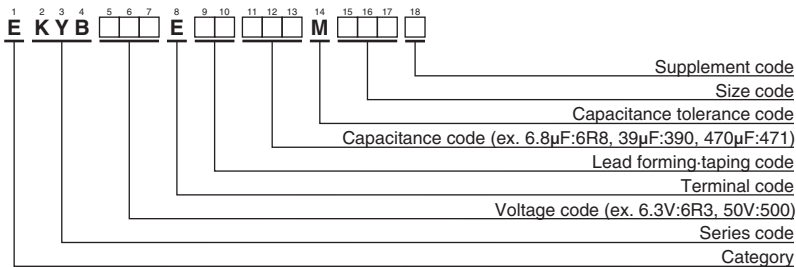 1 2 3 4 5 6 7 8 9 10 11 12 13 14 15 16 17 18
E KYB □□□ E □□ □□□ M □□□ □
Supplement code
Size code
Capacitance tolerance code
Capacitance code (ex. 6.8µF:6R8, 39µF:390, 470µF:471)
Lead forming·taping code
Terminal code
Voltage code (ex. 6.3V:6R3, 50V:500)
Series code
Category